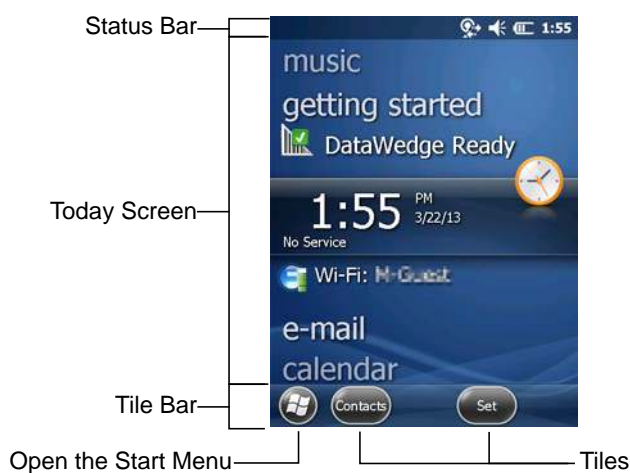 Status Bar
1:55
music
getting started
DataWedge Ready
Today Screen
1:55 PM
3/22/13
No Service
Wi-Fi: M-Guest
e-mail
calendar
Tile Bar
Contacts
Set
Open the Start Menu
Tiles